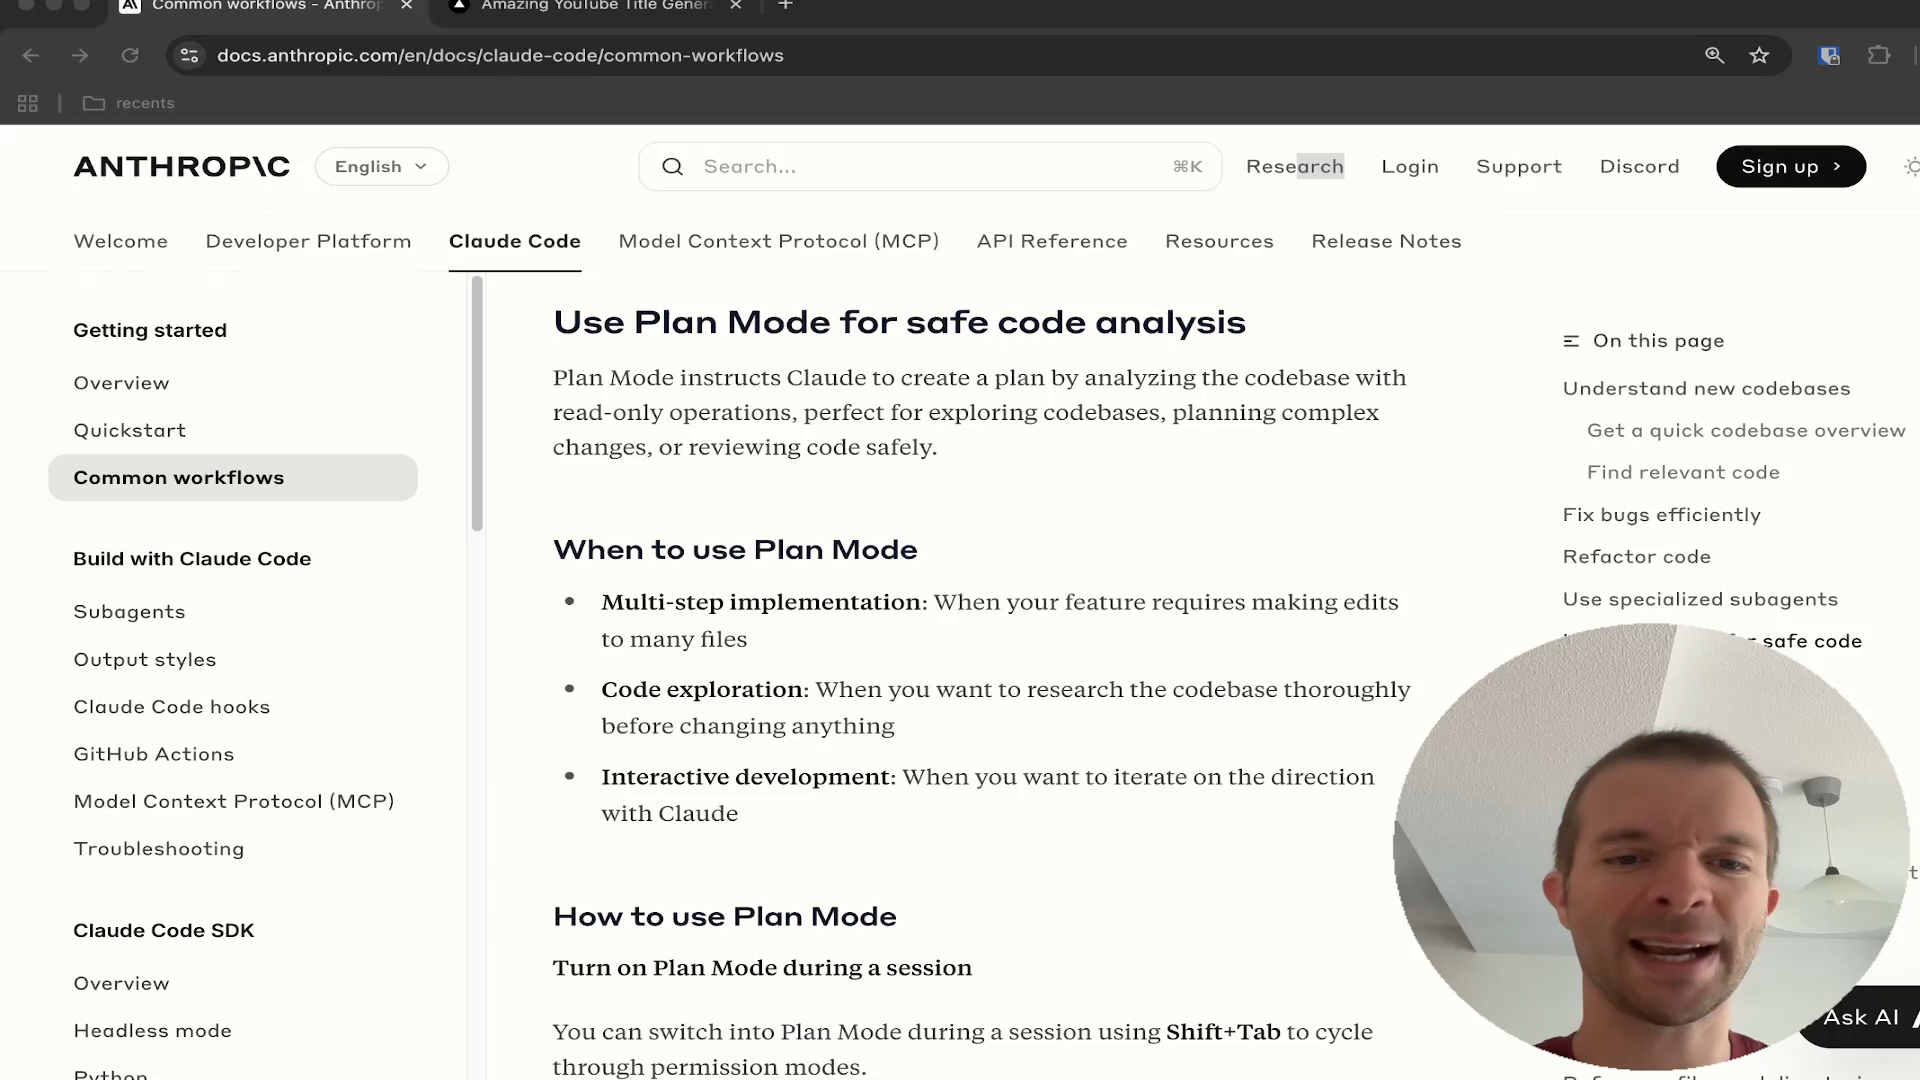 Common workflows - Anthrop
Amazing YouTube Title Gener
docs.anthropic.com/en/docs/claude-code/common-workflows
recents
ANTHROP\C
English
Search...
⌘K
Research
Login
Support
Discord
Sign up
Welcome
Developer Platform
Claude Code
Model Context Protocol (MCP)
API Reference
Resources
Release Notes
Getting started
Overview
Quickstart
Common workflows
Build with Claude Code
Subagents
Output styles
Claude Code hooks
GitHub Actions
Model Context Protocol (MCP)
Troubleshooting
Claude Code SDK
Overview
Headless mode
Python
Use Plan Mode for safe code analysis
Plan Mode instructs Claude to create a plan by analyzing the codebase with
read-only operations, perfect for exploring codebases, planning complex
changes, or reviewing code safely.
When to use Plan Mode
Multi-step implementation: When your feature requires making edits
to many files
Code exploration: When you want to research the codebase thoroughly
before changing anything
Interactive development: When you want to iterate on the direction
with Claude
How to use Plan Mode
Turn on Plan Mode during a session
You can switch into Plan Mode during a session using Shift+Tab to cycle
through permission modes.
On this page
Understand new codebases
Get a quick codebase overview
Find relevant code
Fix bugs efficiently
Refactor code
Use specialized subagents
safe code
Ask AI